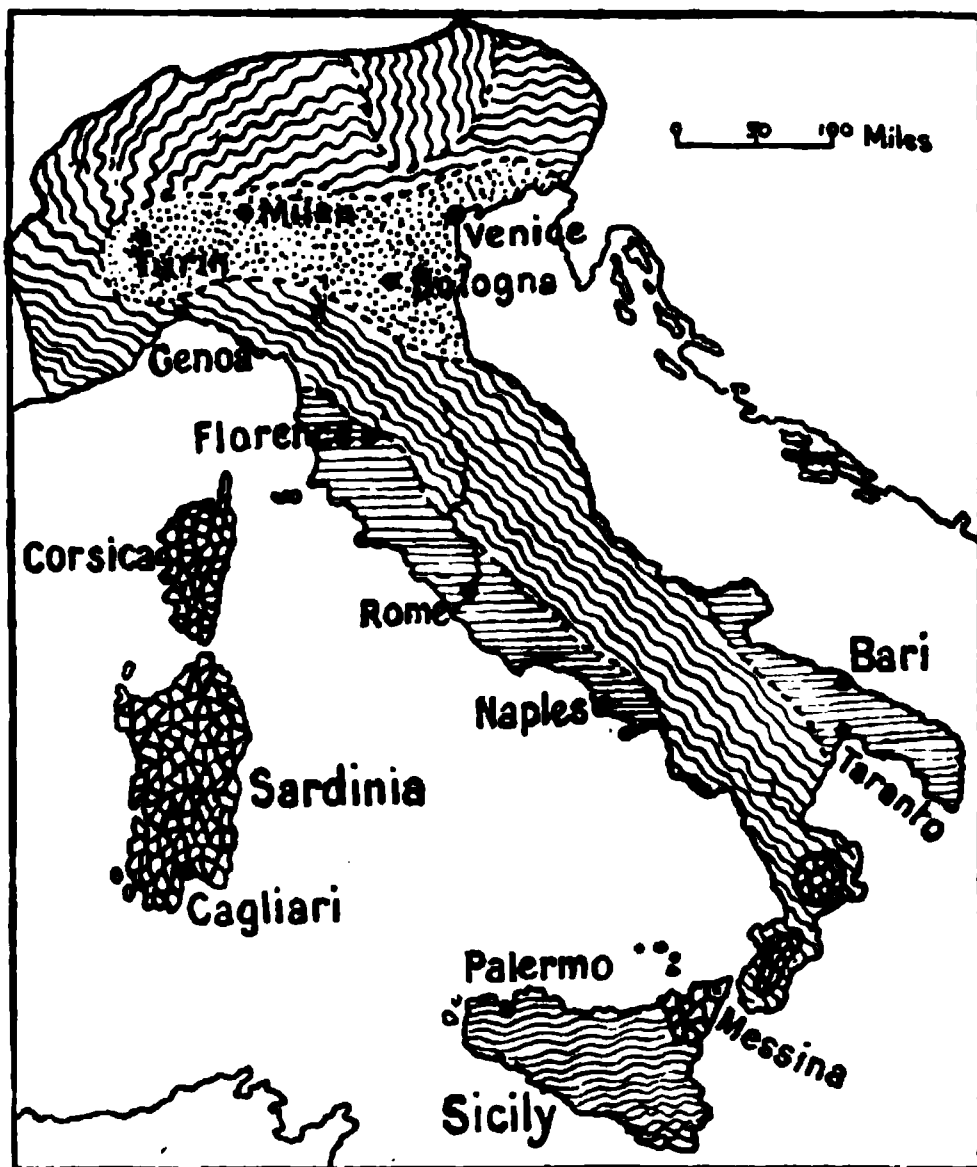 0 50 100 Miles
Milan
Venice
Turin
Bologna
Genoa
Florence
Corsica
Rome
Bari
Naples
Taranto
Sardinia
Cagliari
Palermo
Messina
Sicily